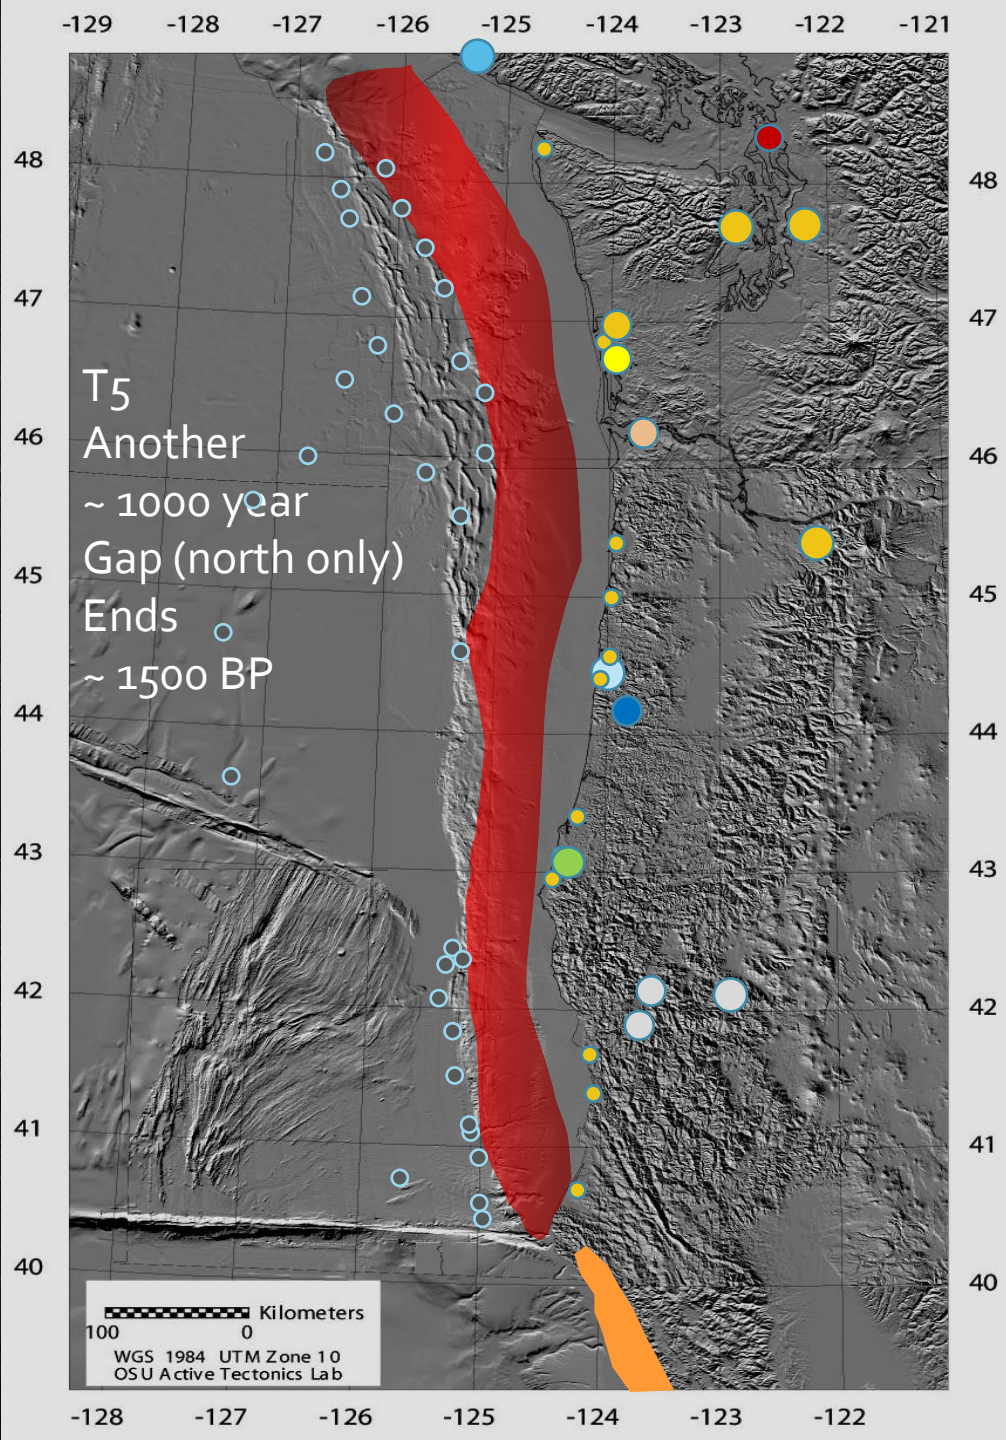 -129 -128 -127 -126 -125 -124 -123 -122 -121
48
48
47
47
T5
Another
46
46
~ 1000 year
Gap (north only)
45
45
Ends
~ 1500 BP
44
44
43
43
42
42
41
41
40
40
Kilometers
100 0
WGS 1984 UTM Zone 10
OSU Active Tectonics Lab
-128 -127 -125 -124 -123 -122